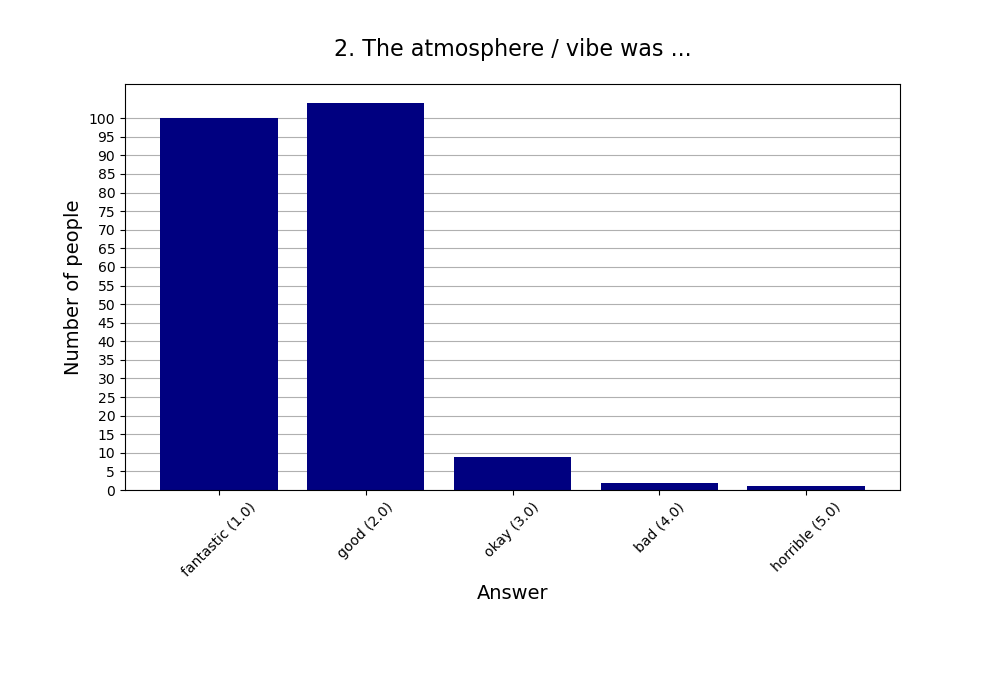 2. The atmosphere / vibe was ...
Number of people
100
95
90
85
80
75
70
65
60
55
50
45
40
35
30
25
20
15
10
5
0
fantastic (1.0)
good (2.0)
okay (3.0)
bad (4.0)
horrible (5.0)
Answer